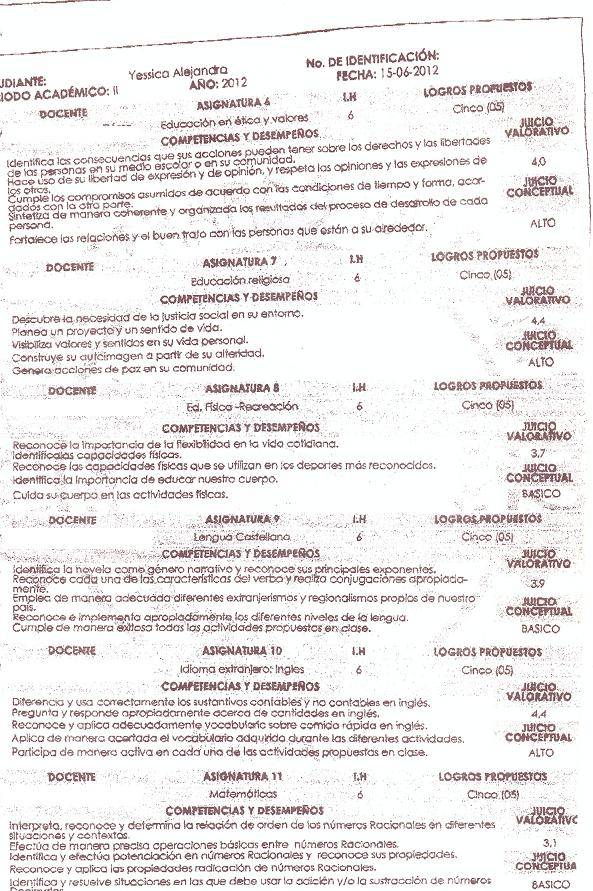 UDIANTE: Yessica Alejandra No. DE IDENTIFICACIÓN:
IODO ACADÉMICO: II AÑO: 2012 FECHA: 15-06-2012
DOCENTE ASIGNATURA 6 I.H LOGROS PROPUESTOS
Educación en ética y valores 6 Cinco (05)
COMPETENCIAS Y DESEMPEÑOS JUICIO VALORATIVO
Identifica las consecuencias que sus acciones pueden tener sobre los derechos y las libertades
de las personas en su medio escolar o en su comunidad. 4,0
Hace uso de su libertad de expresión y de opinión, y respeta las opiniones y las expresiones de
los otros. JUICIO
Cumple los compromisos asumidos de acuerdo con las condiciones de tiempo y forma, acor-
dados con la otra parte. CONCEPTUAL
Sintetiza de manera coherente y organizada los resultados del proceso de desarrollo de cada
persona. ALTO
Fortalece las relaciones y el buen trato con las personas que están a su alrededor.
DOCENTE ASIGNATURA 7 I.H LOGROS PROPUESTOS
Educación religiosa 6 Cinco (05)
COMPETENCIAS Y DESEMPEÑOS JUICIO VALORATIVO
Descubre la necesidad de la justicia social en su entorno.
Planea un proyecto y un sentido de vida. 4,4
Visibiliza valores y sentidos en su vida personal. JUICIO
Construye su autoimagen a partir de su alteridad. CONCEPTUAL
Genera acciones de paz en su comunidad. ALTO
DOCENTE ASIGNATURA 8 I.H LOGROS PROPUESTOS
Ed. Física -Recreación 6 Cinco (05)
COMPETENCIAS Y DESEMPEÑOS JUICIO VALORATIVO
Reconoce la importancia de la flexibilidad en la vida cotidiana.
Identifica las capacidades físicas. 3,7
Reconoce las capacidades físicas que se utilizan en los deportes más reconocidos. JUICIO
Identifica la importancia de educar nuestro cuerpo. CONCEPTUAL
Cuida su cuerpo en las actividades físicas. BASICO
DOCENTE ASIGNATURA 9 I.H LOGROS PROPUESTOS
Lengua Castellana 6 Cinco (05)
COMPETENCIAS Y DESEMPEÑOS JUICIO VALORATIVO
Identifica la novela como género narrativo y reconoce sus principales exponentes.
Reconoce cada una de las características del verbo y realiza conjugaciones apropiada-
mente. 3,9
Emplea de manera adecuada diferentes extranjerismos y regionalismos propios de nuestro
país. JUICIO
Reconoce e implementa apropiadamente los diferentes niveles de la lengua. CONCEPTUAL
Cumple de manera exitosa todas las actividades propuestas en clase. BASICO
DOCENTE ASIGNATURA 10 I.H LOGROS PROPUESTOS
Idioma extranjero: Ingles 6 Cinco (05)
COMPETENCIAS Y DESEMPEÑOS JUICIO
Diferencia y usa correctamente los sustantivos contables y no contables en inglés. VALORATIVO
Pregunta y responde apropiadamente acerca de cantidades en inglés.
Reconoce y aplica adecuadamente vocabulario sobre comida rápida en inglés. 4,4
Aplica de manera acertada el vocabulario adquirido durante las diferentes actividades. JUICIO CONCEPTUAL
Participa de manera activa en cada una de las actividades propuestas en clase. ALTO
DOCENTE ASIGNATURA 11 I.H LOGROS PROPUESTOS
Matemáticas 6 Cinco (05)
COMPETENCIAS Y DESEMPEÑOS JUICIO
Interpreta, reconoce y determina la relación de orden de los números Racionales en diferentes VALORATIVO
situaciones y contextos.
Efectúa de manera precisa operaciones básicas entre números Racionales. 3,1
Identifica y efectúa potenciación en números Racionales y reconoce sus propiedades. JUICIO
Reconoce y aplica las propiedades radicación de números Racionales. CONCEPTUA
Identifica y resuelve situaciones en las que debe usar la adición y/o la sustracción de números BASICO